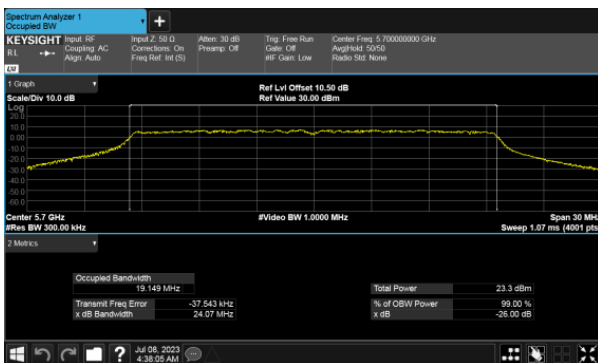 Spectrum Analyzer 1
Occupied BW
KEYSIGHT
R L
Input: RF
Coupling: AC
Align: Auto
Input Z: 50 Ω
Corrections: On
Freq Ref: Int (S)
Atten: 30 dB
Preamp: Off
Trig: Free Run
Gate: Off
#IF Gain: Low
Center Freq: 5.700000000 GHz
Avg|Hold: 50/50
Radio Std: None
1 Graph
Scale/Div 10.0 dB
Ref Lvl Offset 10.50 dB
Ref Value 30.00 dBm
Log
20.0
10.0
0.00
-10.0
-20.0
-30.0
-40.0
-50.0
-60.0
Center 5.7 GHz
#Res BW 300.00 kHz
#Video BW 1.0000 MHz
Span 30 MHz
Sweep 1.07 ms (4001 pts
2 Metrics
Occupied Bandwidth
19.149 MHz
Transmit Freq Error -37.543 kHz
x dB Bandwidth 24.07 MHz
Total Power 23.3 dBm
% of OBW Power 99.00 %
x dB -26.00 dB
?
Jul 08, 2023
4:38:05 AM